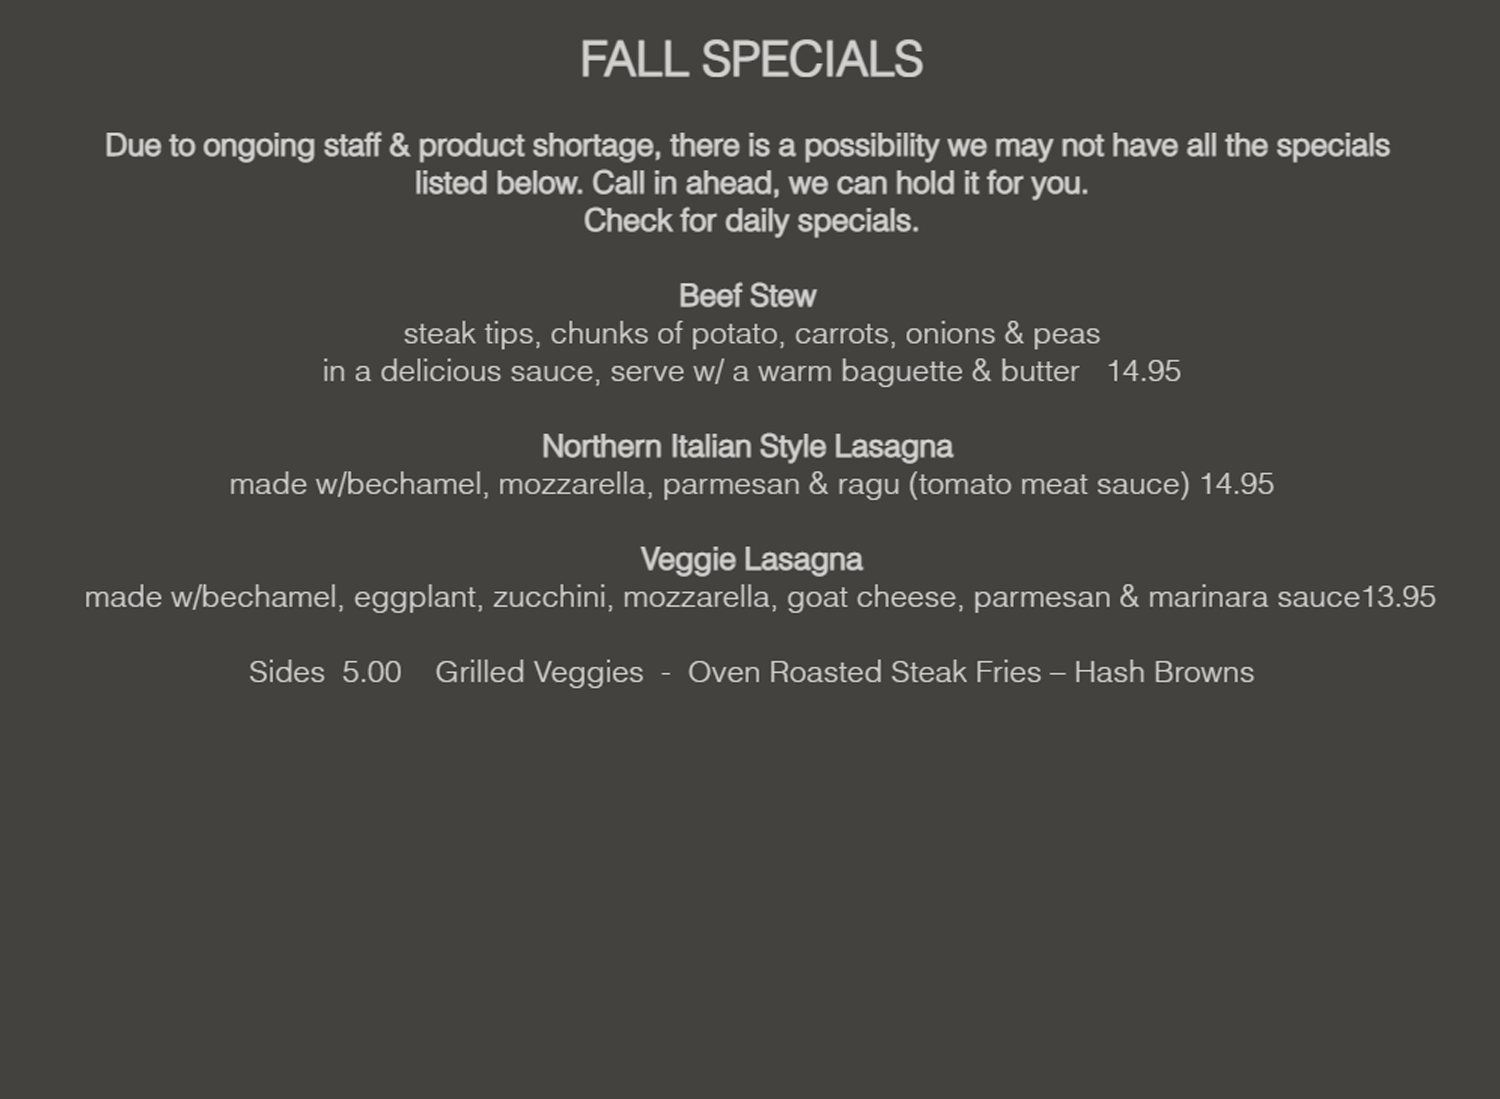 FALL SPECIALS
Due to ongoing staff & product shortage, there is a possibility we may not have all the specials
listed below. Call in ahead, we can hold it for you.
Check for daily specials.
Beef Stew
steak tips, chunks of potato, carrots, onions & peas
in a delicious sauce, serve w/ a warm baguette & butter   14.95
Northern Italian Style Lasagna
made w/bechamel, mozzarella, parmesan & ragu (tomato meat sauce) 14.95
Veggie Lasagna
made w/bechamel, eggplant, zucchini, mozzarella, goat cheese, parmesan & marinara sauce13.95
Sides  5.00    Grilled Veggies  -  Oven Roasted Steak Fries – Hash Browns